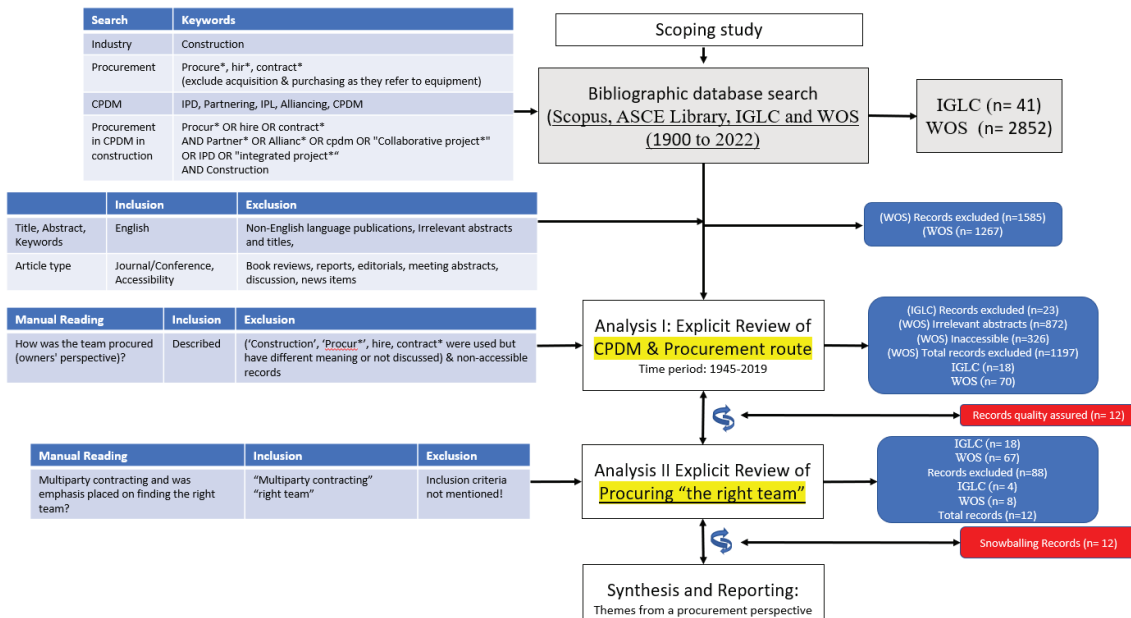 Search Keywords
Industry Construction
Procurement Procure*, hir*, contract*
(exclude acquisition & purchasing as they refer to equipment)
CPDM IPD, Partnering, IPL, Alliancing, CPDM
Procurement Procur* OR hire OR contract*
in CPDM in AND Partner* OR Allianc* OR cpdm OR "Collaborative project*"
construction OR IPD OR "integrated project*“
AND Construction
Scoping study
Bibliographic database search
(Scopus, ASCE Library, IGLC and WOS
(1900 to 2022)
IGLC (n= 41)
WOS (n= 2852)
Inclusion Exclusion
Title, Abstract, English Non-English language publications, Irrelevant abstracts
Keywords and titles,
Article type Journal/Conference, Book reviews, reports, editorials, meeting abstracts,
Accessibility discussion, news items
(WOS) Records excluded (n=1585)
(WOS n= 1267)
Manual Reading Inclusion Exclusion
How was the team procured Described (‘Construction’, ‘Procur*’, hire, contract* were used but
(owners' perspective)? have different meaning or not discussed) & non-accessible
records
Analysis I: Explicit Review of
CPDM & Procurement route
Time period: 1945-2019
(IGLC) Records excluded (n=23)
(WOS) Irrelevant abstracts (n=872)
(WOS) Inaccessible (n=326)
(WOS) Total records excluded (n=1197)
IGLC (n=18)
WOS (n= 70)
Records quality assured (n= 12)
Manual Reading Inclusion Exclusion
Multiparty contracting and was “Multiparty contracting” Inclusion criteria
emphasis placed on finding the right “right team” not mentioned!
team?
Analysis II Explicit Review of
Procuring “the right team”
IGLC (n= 18)
WOS (n= 67)
Records excluded (n=88)
IGLC (n= 4)
WOS (n= 8)
Total records (n=12)
Snowballing Records (n= 12)
Synthesis and Reporting:
Themes from a procurement perspective